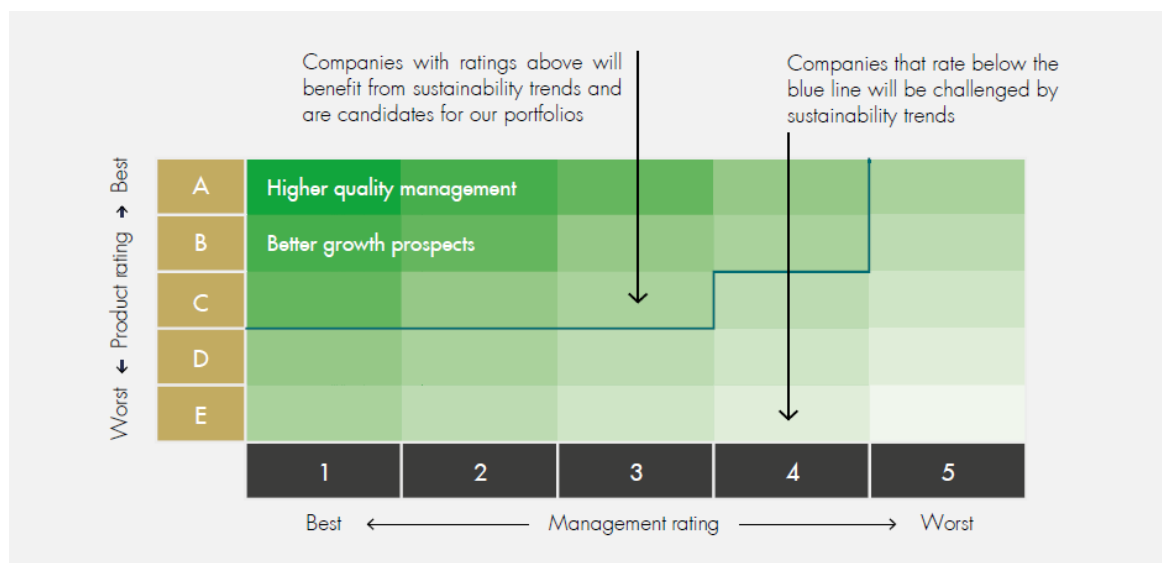 Companies with ratings above will
benefit from sustainability trends and
are candidates for our portfolios
Companies that rate below the
blue line will be challenged by
sustainability trends
Worst ← Product rating → Best
A
Higher quality management
B
Better growth prospects
C
D
E
1 2 3 4 5
Best ← Management rating → Worst